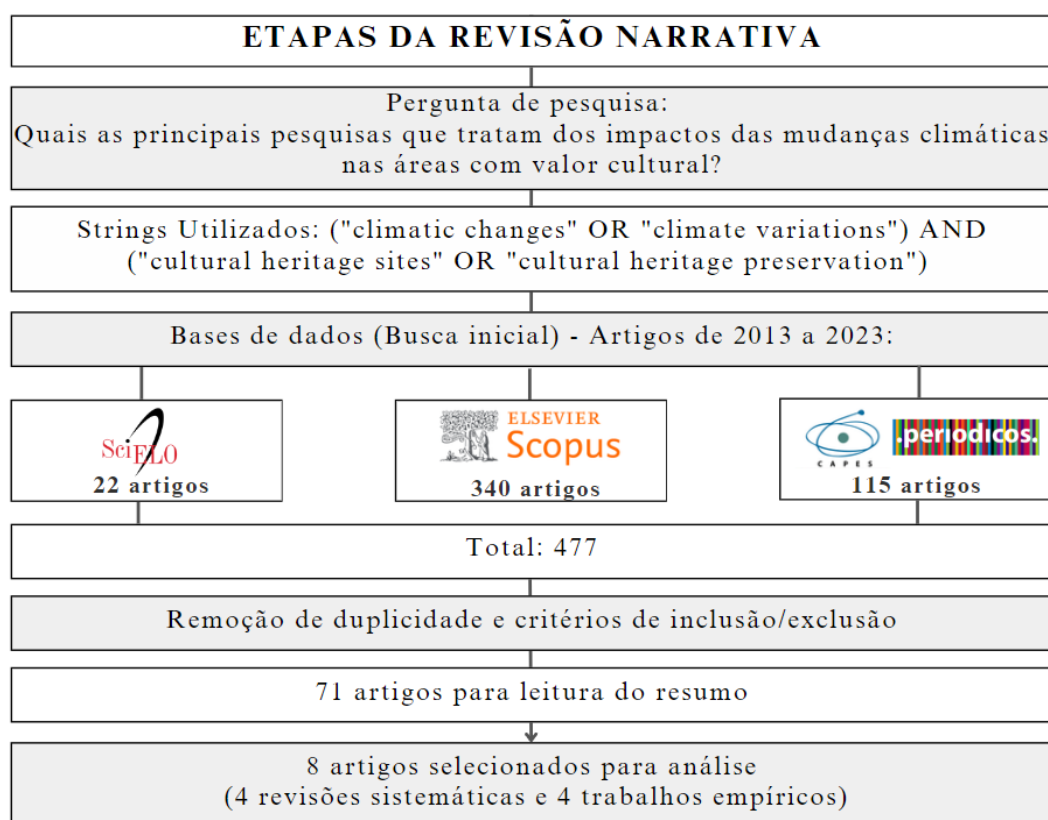 ETAPAS DA REVISÃO NARRATIVA
Pergunta de pesquisa:
Quais as principais pesquisas que tratam dos impactos das mudanças climáticas
nas áreas com valor cultural?
Strings Utilizados: ("climatic changes" OR "climate variations") AND
("cultural heritage sites" OR "cultural heritage preservation")
Bases de dados (Busca inicial) - Artigos de 2013 a 2023:
SciELO
22 artigos
ELSEVIER
Scopus
340 artigos
CAPES
.periodicos.
115 artigos
Total: 477
Remoção de duplicidade e critérios de inclusão/exclusão
71 artigos para leitura do resumo
8 artigos selecionados para análise
(4 revisões sistemáticas e 4 trabalhos empíricos)